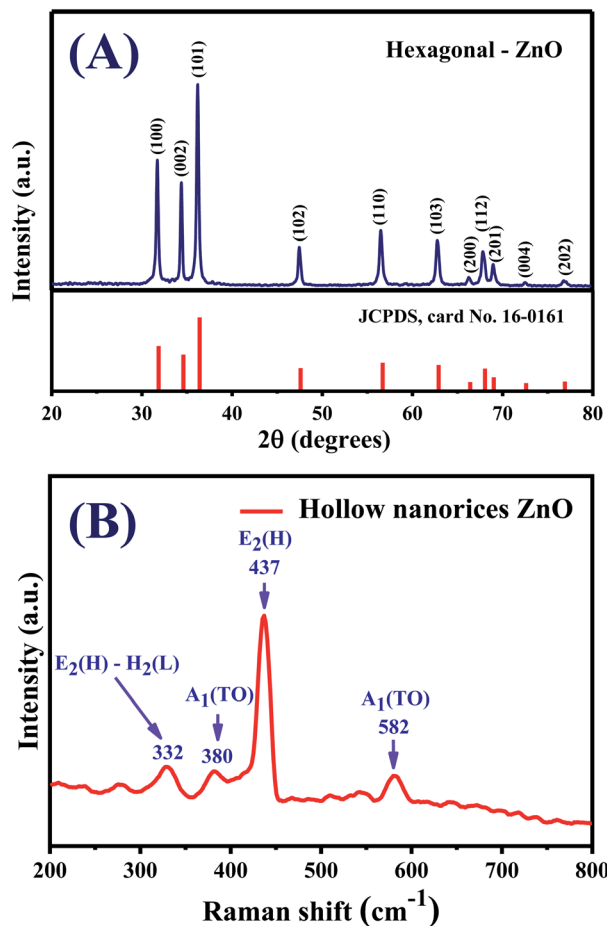 (A)
Hexagonal - ZnO
(100)
(002)
(101)
(102)
(110)
(103)
(200)
(112)
(201)
(004)
(202)
Intensity (a.u.)
JCPDS, card No. 16-0161
20 30 40 50 60 70 80
2θ (degrees)
(B)
Hollow nanorices ZnO
E₂(H)
437
E₂(H) - H₂(L)
332
A₁(TO)
380
A₁(TO)
582
Intensity (a.u.)
200 300 400 500 600 700 800
Raman shift (cm⁻¹)